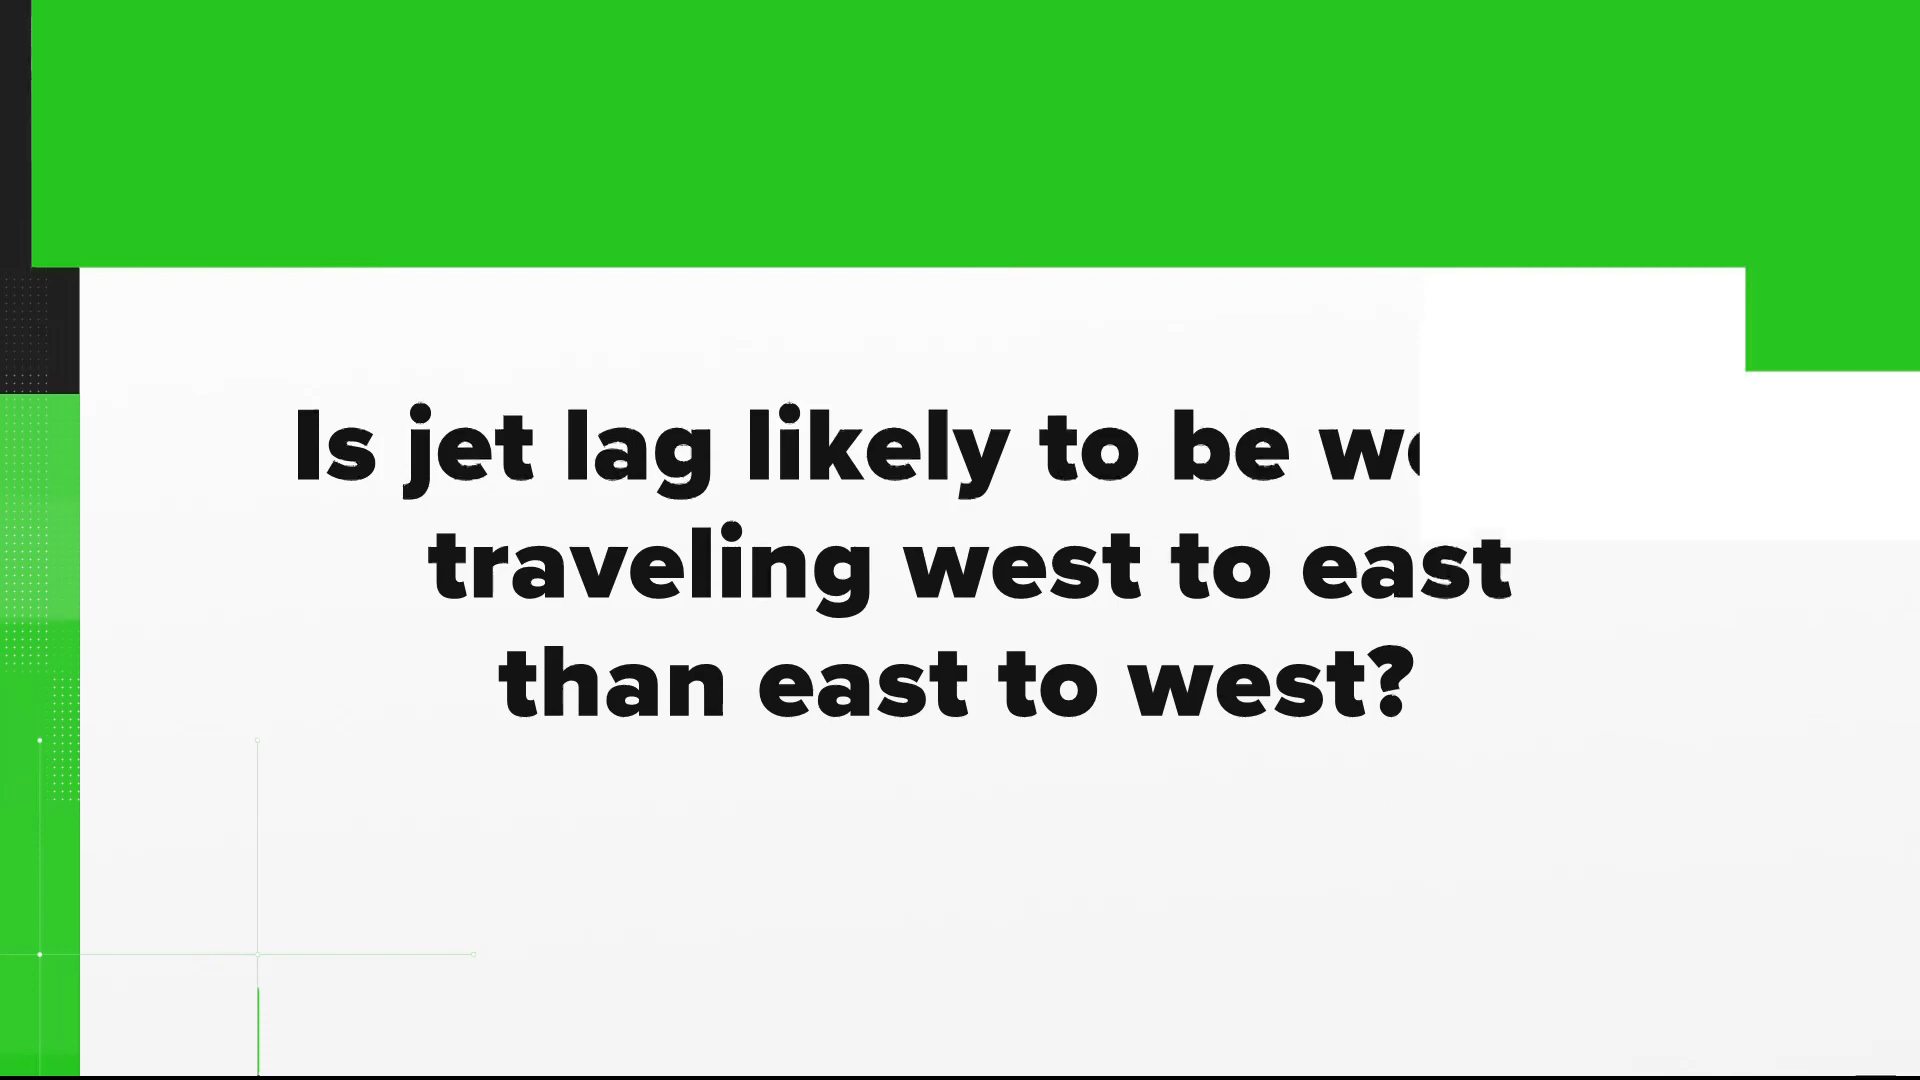 Is jet lag likely to be
traveling west to east
than east to west?